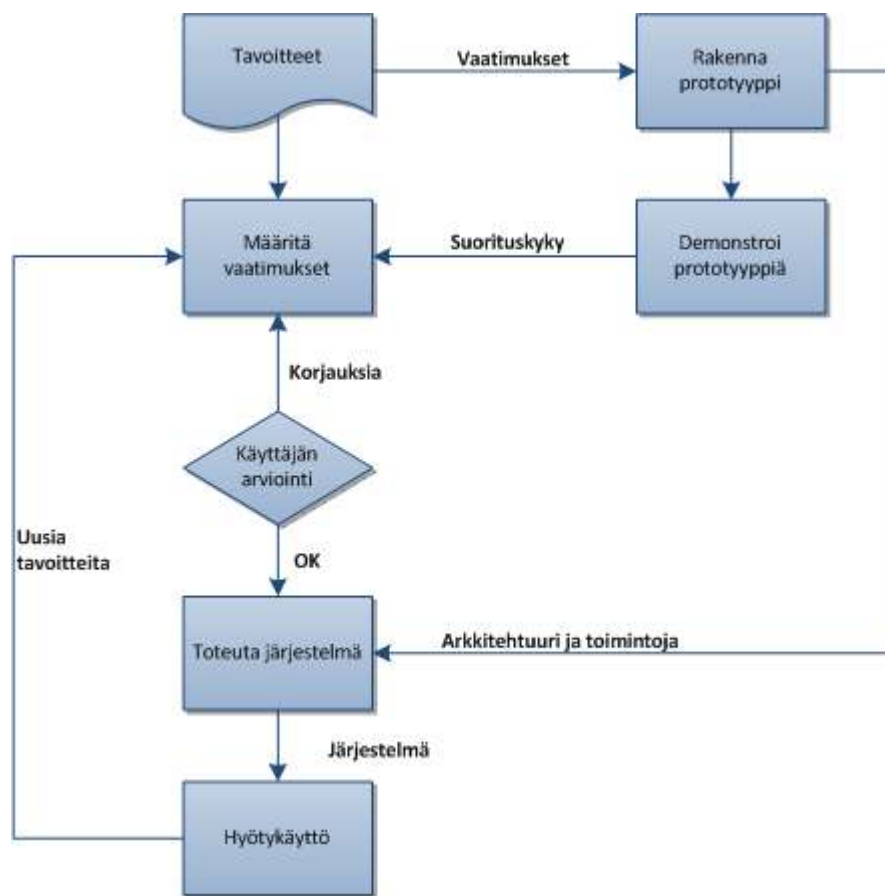 Tavoitteet
Vaatimukset
Rakenna
prototyyppi
Määritä
vaatimukset
Suorituskyky
Demonstroi
prototyyppiä
Korjauksia
Käyttäjän
arviointi
Uusia
tavoitteita
OK
Toteuta järjestelmä
Arkkitehtuuri ja toimintoja
Järjestelmä
Hyötykäyttö